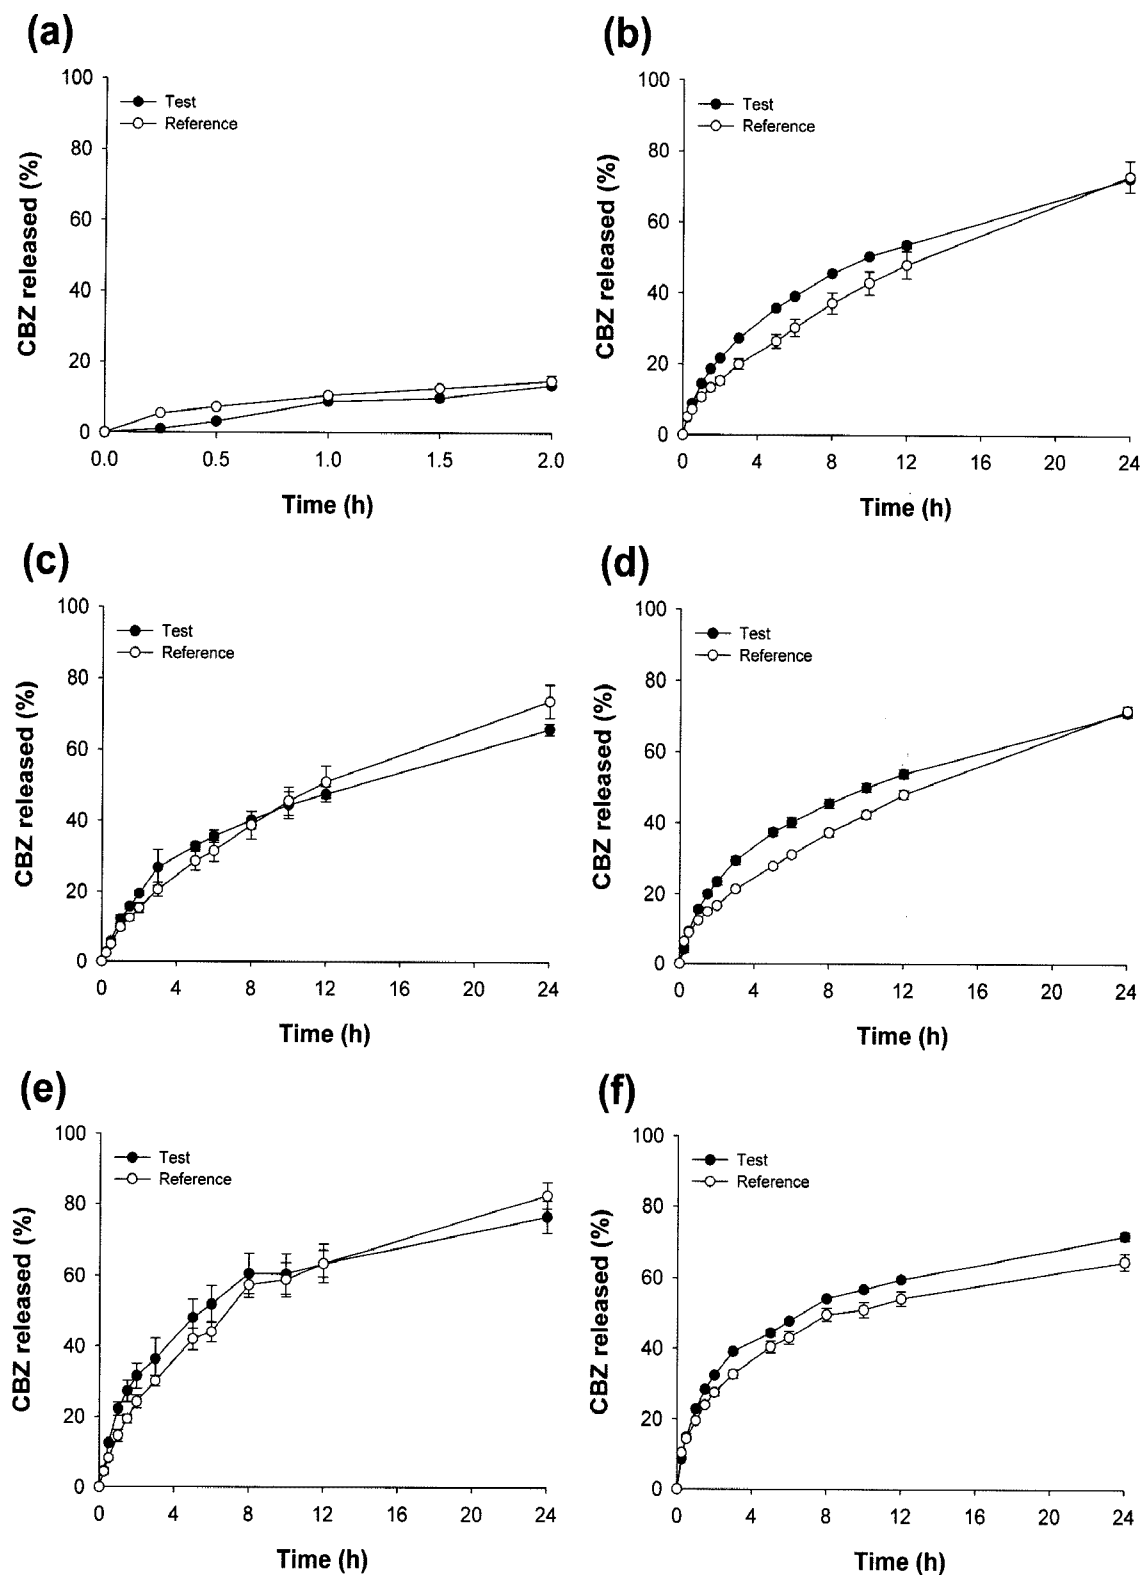 (a)
100
80
60
40
20
0
CBZ released (%)
Test
Reference
0.0 0.5 1.0 1.5 2.0
Time (h)
(b)
100
80
60
40
20
0
CBZ released (%)
Test
Reference
0 4 8 12 16 20 24
Time (h)
(c)
100
80
60
40
20
0
CBZ released (%)
Test
Reference
0 4 8 12 16 20 24
Time (h)
(d)
100
80
60
40
20
0
CBZ released (%)
Test
Reference
0 4 8 12 16 20 24
Time (h)
(e)
100
80
60
40
20
0
CBZ released (%)
Test
Reference
0 4 8 12 16 20 24
Time (h)
(f)
100
80
60
40
20
0
CBZ released (%)
Test
Reference
0 4 8 12 16 20 24
Time (h)